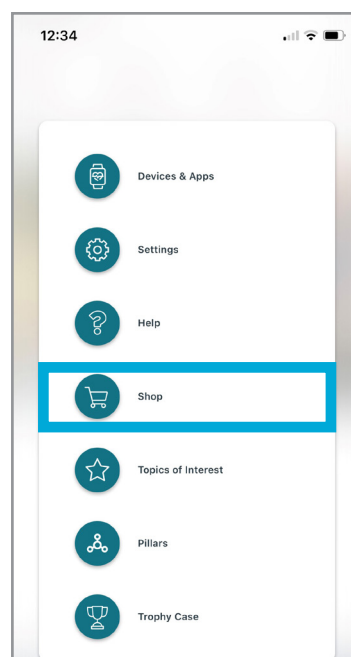 12:34
Devices & Apps
Settings
Help
Shop
Topics of Interest
Pillars
Trophy Case